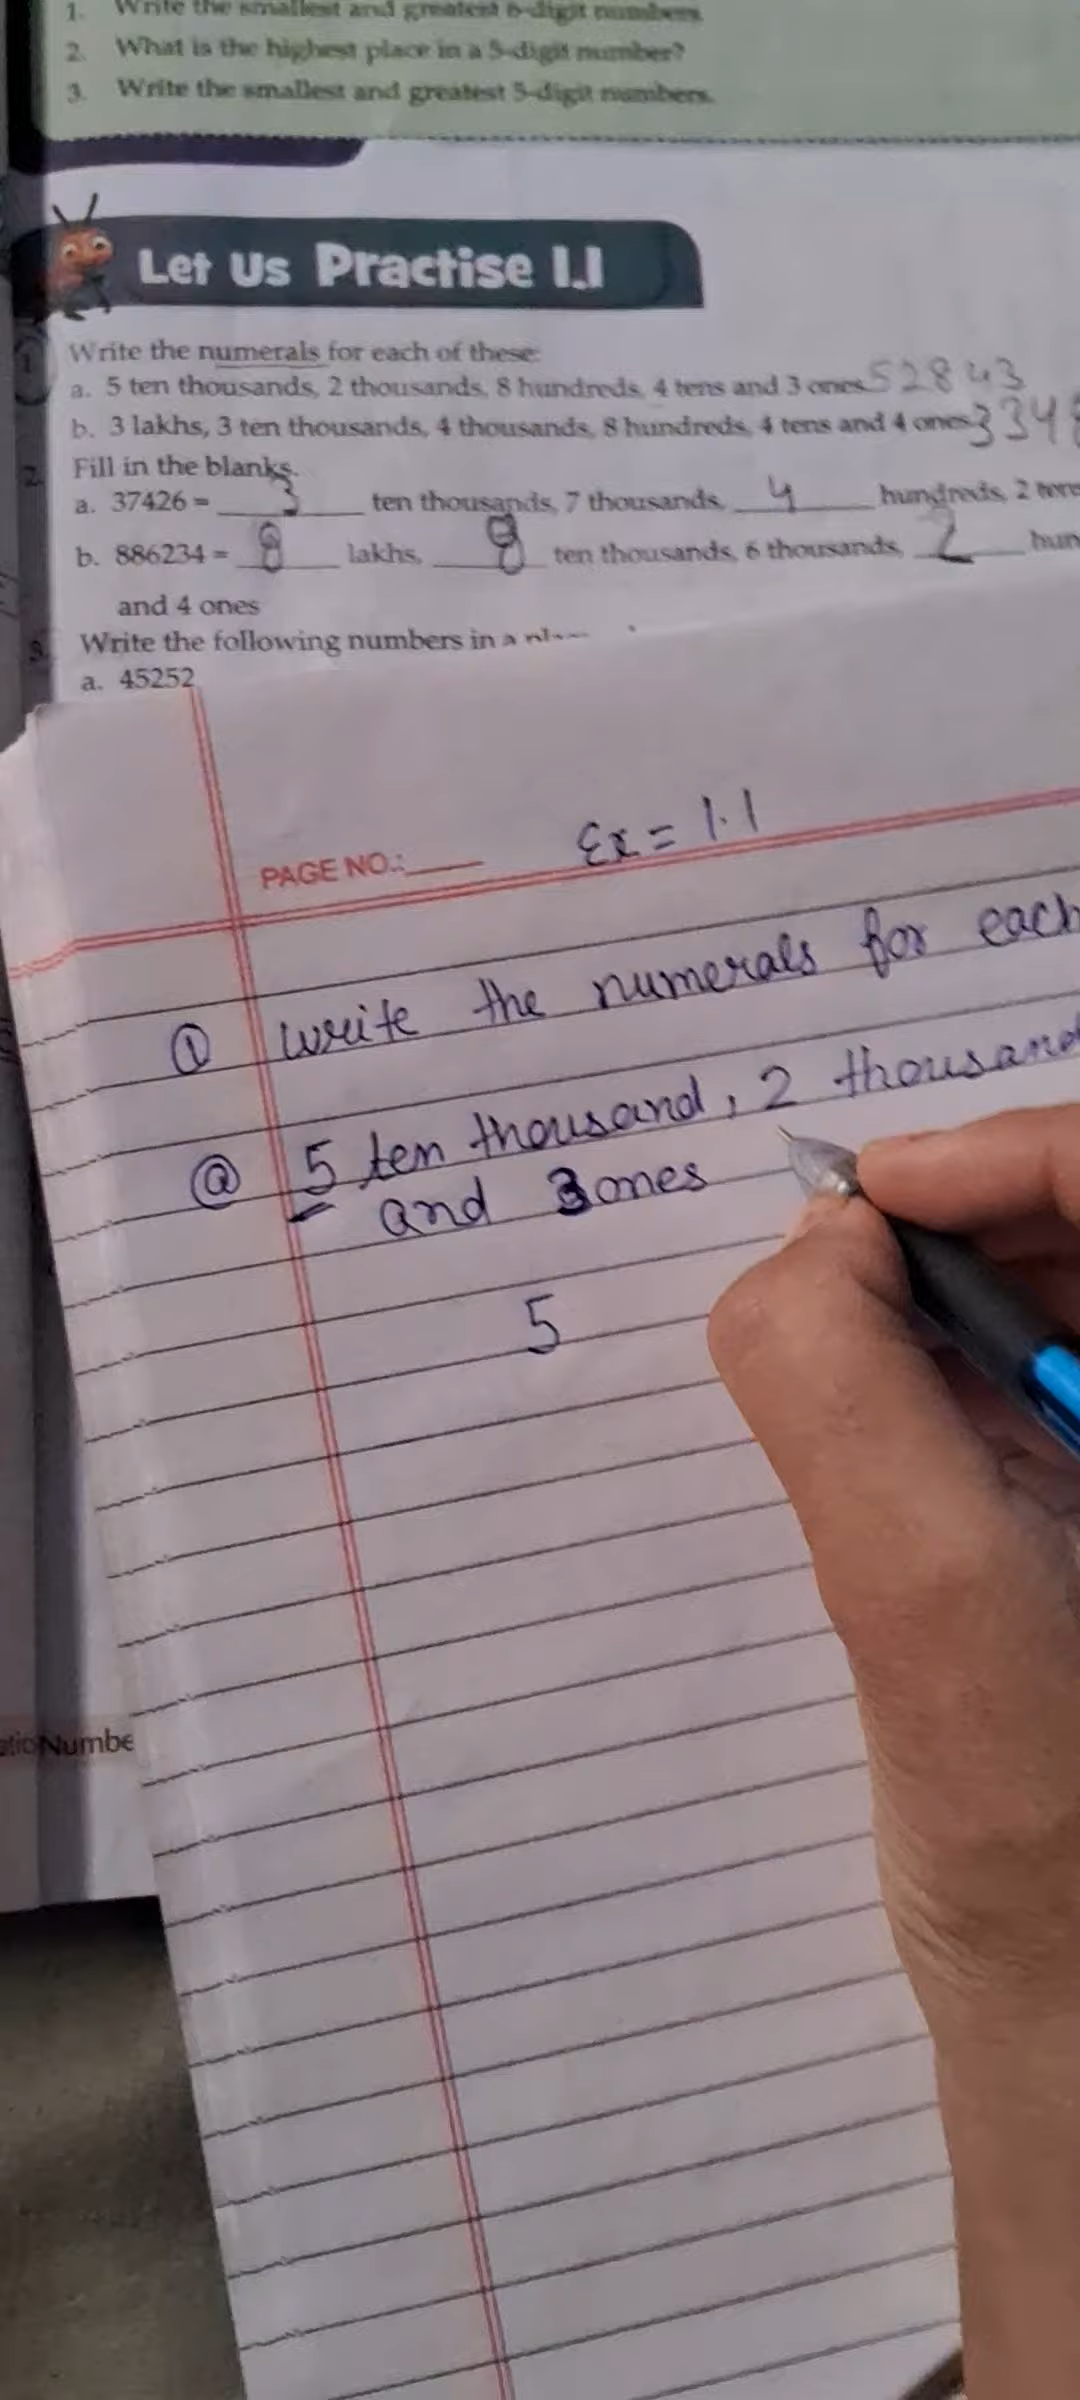 1. Write the smallest and greatest 6-digit numbers.
2. What is the highest place in a 5-digit number?
3. Write the smallest and greatest 5-digit numbers.
Let Us Practise 1.1
1. Write the numerals for each of these:
a. 5 ten thousands, 2 thousands, 8 hundreds, 4 tens and 3 ones 52843
b. 3 lakhs, 3 ten thousands, 4 thousands, 8 hundreds, 4 tens and 4 ones 3348
2. Fill in the blanks.
a. 37426 = 3 ten thousands, 7 thousands, 4 hundreds, 2 tens
b. 886234 = 8 lakhs, 8 ten thousands, 6 thousands, 2 hun
and 4 ones
3. Write the following numbers in a
a. 45252
PAGE NO.: Ex = 1.1
1 write the numerals for each
a 5 ten thousand, 2 thousand
and 3 ones
5
Numbe